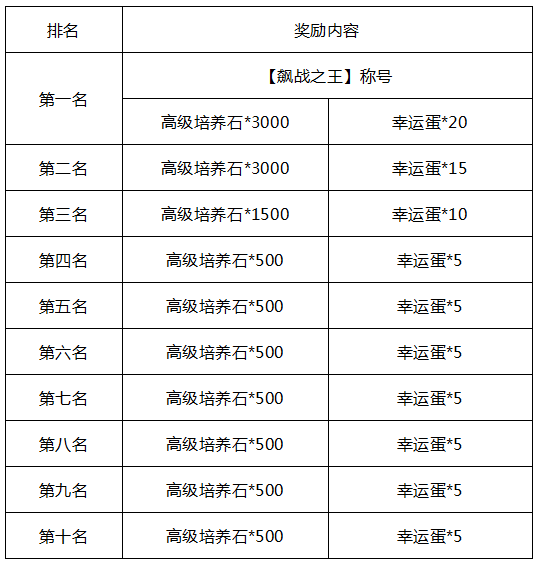 排名 奖励内容
【飙战之王】称号
第一名
高级培养石*3000 幸运蛋*20
第二名 高级培养石*3000 幸运蛋*15
第三名 高级培养石*1500 幸运蛋*10
第四名 高级培养石*500 幸运蛋*5
第五名 高级培养石*500 幸运蛋*5
第六名 高级培养石*500 幸运蛋*5
第七名 高级培养石*500 幸运蛋*5
第八名 高级培养石*500 幸运蛋*5
第九名 高级培养石*500 幸运蛋*5
第十名 高级培养石*500 幸运蛋*5